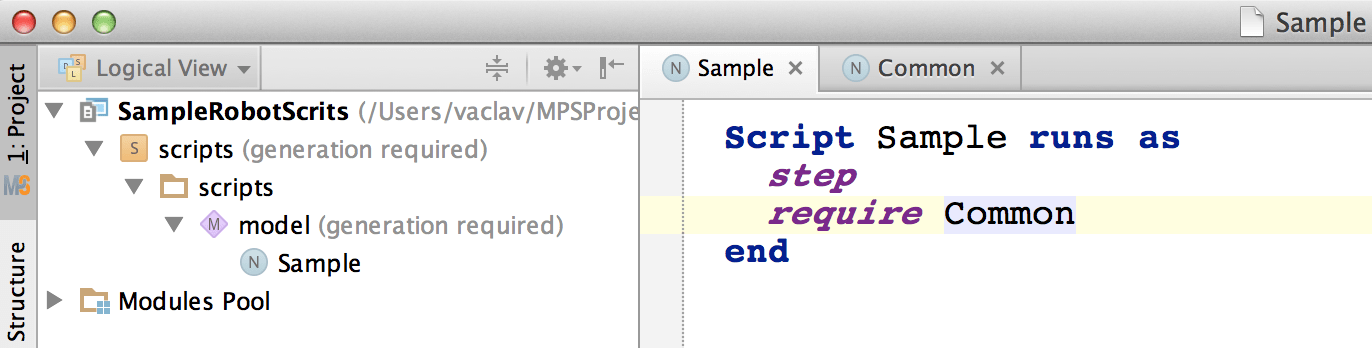 Sample
1: Project
Logical View
Sample
Common
SampleRobotScrits (/Users/vaclav/MPSProje
scripts (generation required)
scripts
model (generation required)
Sample
Modules Pool
MPS
Structure
Script Sample runs as
step
require Common
end
S
M
N
N
N
D
S
L